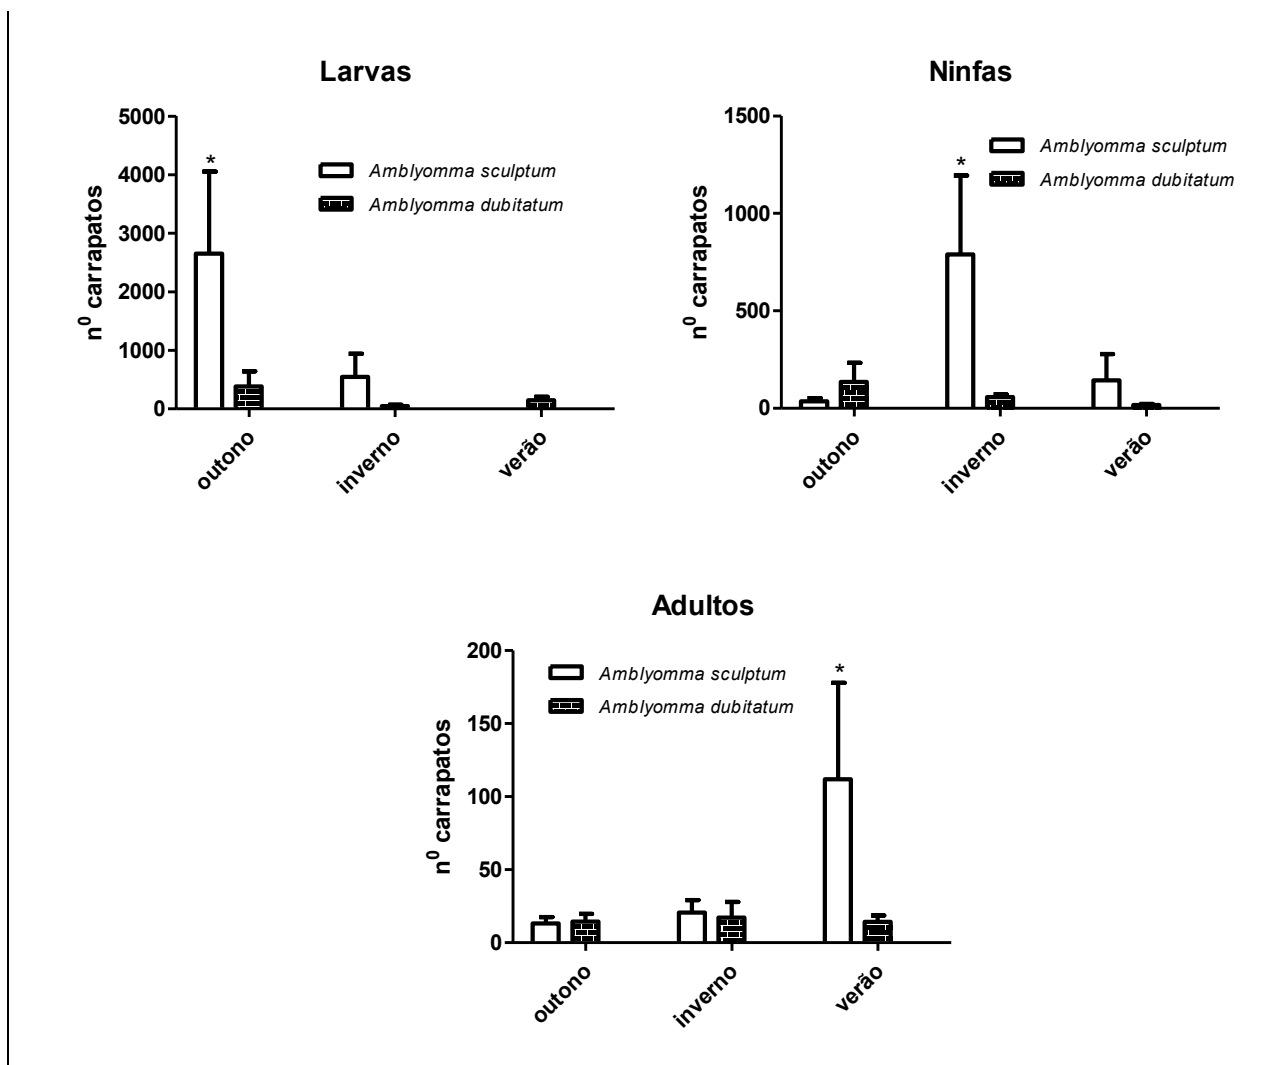 Larvas
5000
4000
3000
2000
1000
0
n⁰ carrapatos
*
Amblyomma sculptum
Amblyomma dubitatum
outono
inverno
verão
Ninfas
1500
1000
500
0
n⁰ carrapatos
*
Amblyomma sculptum
Amblyomma dubitatum
outono
inverno
verão
Adultos
200
150
100
50
0
n⁰ carrapatos
Amblyomma sculptum
Amblyomma dubitatum
*
outono
inverno
verão